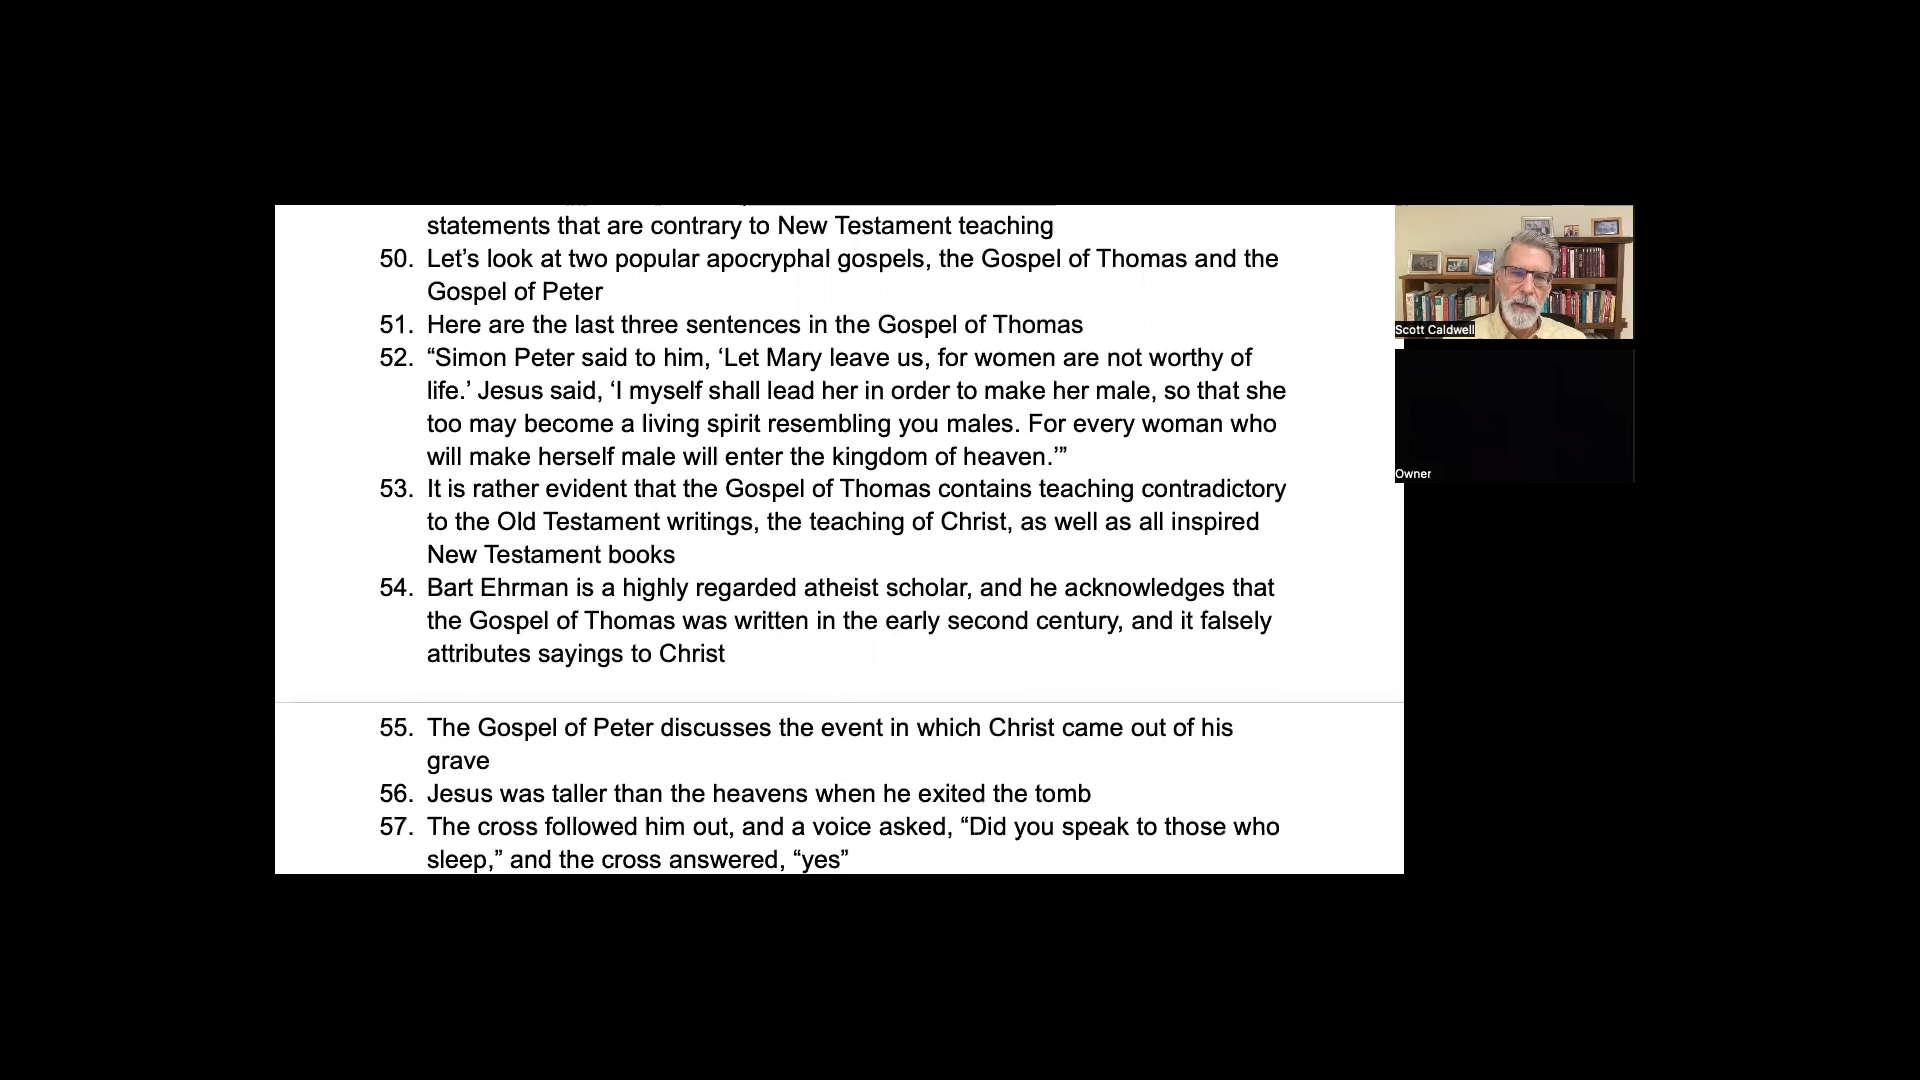 statements that are contrary to New Testament teaching
50. Let’s look at two popular apocryphal gospels, the Gospel of Thomas and the
Gospel of Peter
51. Here are the last three sentences in the Gospel of Thomas
52. “Simon Peter said to him, ‘Let Mary leave us, for women are not worthy of
life.’ Jesus said, ‘I myself shall lead her in order to make her male, so that she
too may become a living spirit resembling you males. For every woman who
will make herself male will enter the kingdom of heaven.’”
53. It is rather evident that the Gospel of Thomas contains teaching contradictory
to the Old Testament writings, the teaching of Christ, as well as all inspired
New Testament books
54. Bart Ehrman is a highly regarded atheist scholar, and he acknowledges that
the Gospel of Thomas was written in the early second century, and it falsely
attributes sayings to Christ
55. The Gospel of Peter discusses the event in which Christ came out of his
grave
56. Jesus was taller than the heavens when he exited the tomb
57. The cross followed him out, and a voice asked, “Did you speak to those who
sleep,” and the cross answered, “yes”
Scott Caldwell
Owner